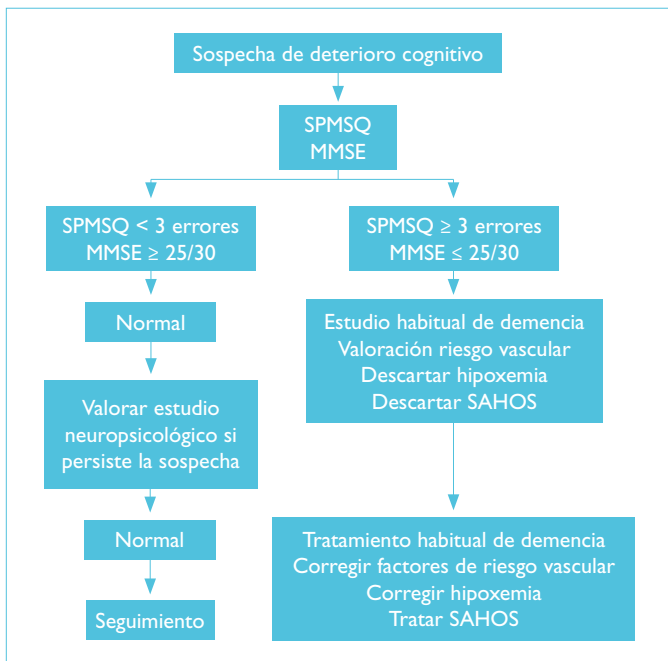 Sospecha de deterioro cognitivo
SPMSQ
MMSE
SPMSQ < 3 errores
MMSE ≥ 25/30
Normal
Valorar estudio
neuropsicológico si
persiste la sospecha
Normal
Seguimiento
SPMSQ ≥ 3 errores
MMSE ≤ 25/30
Estudio habitual de demencia
Valoración riesgo vascular
Descartar hipoxemia
Descartar SAHOS
Tratamiento habitual de demencia
Corregir factores de riesgo vascular
Corregir hipoxemia
Tratar SAHOS